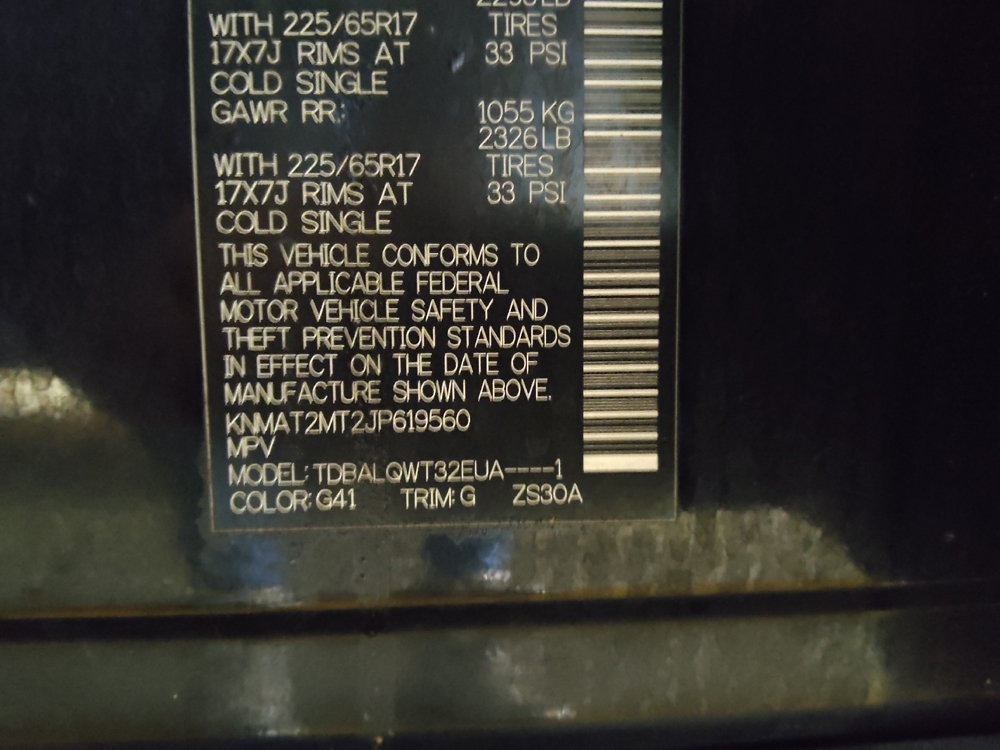 WITH 225/65R17 TIRES
17X7J RIMS AT 33 PSI
COLD SINGLE
GAWR RR: 1055 KG
2326 LB
WITH 225/65R17 TIRES
17X7J RIMS AT 33 PSI
COLD SINGLE
THIS VEHICLE CONFORMS TO
ALL APPLICABLE FEDERAL
MOTOR VEHICLE SAFETY AND
THEFT PREVENTION STANDARDS
IN EFFECT ON THE DATE OF
MANUFACTURE SHOWN ABOVE.
KNMAT2MT2JP619560
MPV
MODEL: TDBALQWT32EUA----1
COLOR: G41 TRIM: G ZS30A